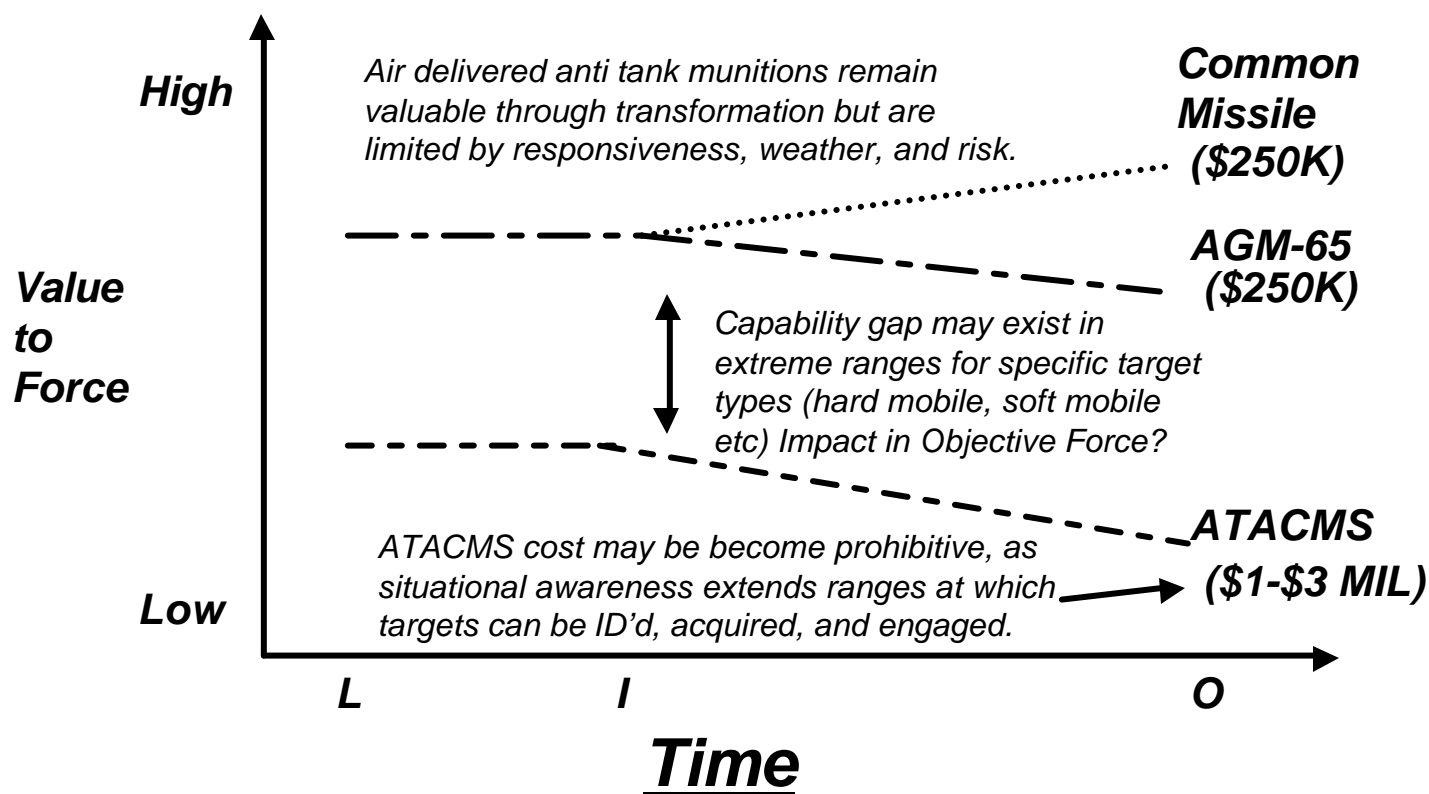 High
Air delivered anti tank munitions remain
valuable through transformation but are
limited by responsiveness, weather, and risk.
Common
Missile
($250K)
AGM-65
($250K)
Value
to
Force
Capability gap may exist in
extreme ranges for specific target
types (hard mobile, soft mobile
etc) Impact in Objective Force?
ATACMS
($1-$3 MIL)
ATACMS cost may be become prohibitive, as
situational awareness extends ranges at which
targets can be ID’d, acquired, and engaged.
Low
L
I
O
Time